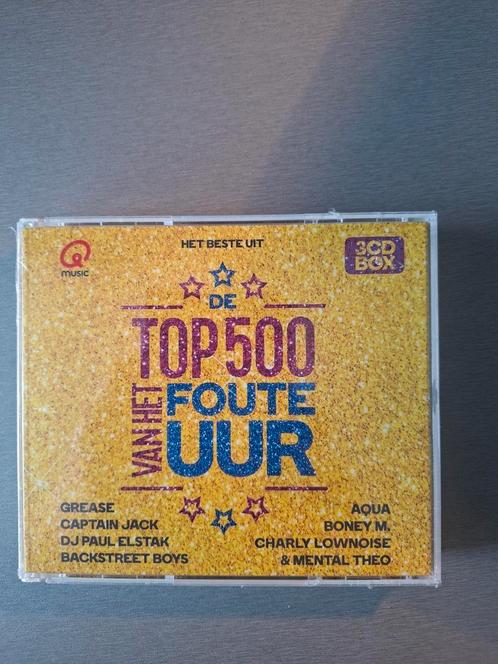 HET BESTE UIT
Q
music
3CD
BOX
DE
TOP 500
VAN HET
FOUTE
UUR
GREASE
CAPTAIN JACK
DJ PAUL ELSTAK
BACKSTREET BOYS
AQUA
BONEY M.
CHARLY LOWNOISE
& MENTAL THEO